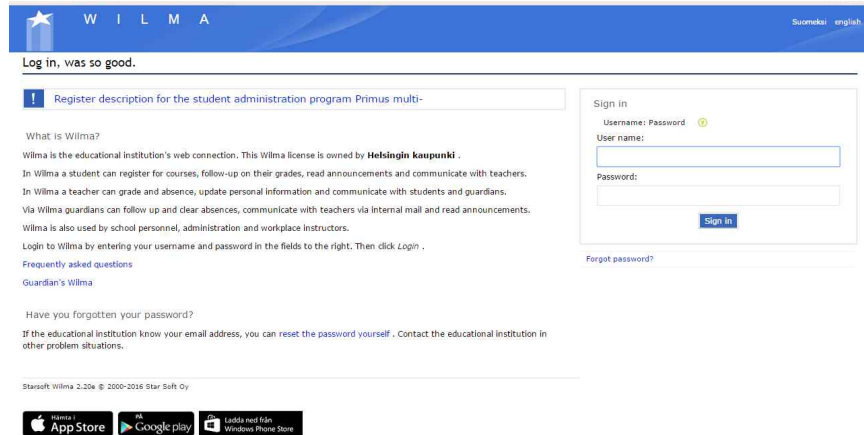 W I L M A
Suomeksi english
Log in, was so good.
! Register description for the student administration program Primus multi-
What is Wilma?
Wilma is the educational institution's web connection. This Wilma license is owned by Helsingin kaupunki .
In Wilma a student can register for courses, follow-up on their grades, read announcements and communicate with teachers.
In Wilma a teacher can grade and absence, update personal information and communicate with students and guardians.
Via Wilma guardians can follow up and clear absences, communicate with teachers via internal mail and read announcements.
Wilma is also used by school personnel, administration and workplace instructors.
Login to Wilma by entering your username and password in the fields to the right. Then click Login .
Frequently asked questions
Guardian's Wilma
Have you forgotten your password?
If the educational institution know your email address, you can reset the password yourself . Contact the educational institution in
other problem situations.
Starsoft Wilma 2.20e © 2000-2016 Star Soft Oy
Hämta i
App Store
PÅ
Google play
Ladda ned från
Windows Phone Store
Sign in
Username: Password
User name:
Password:
Sign in
Forgot password?